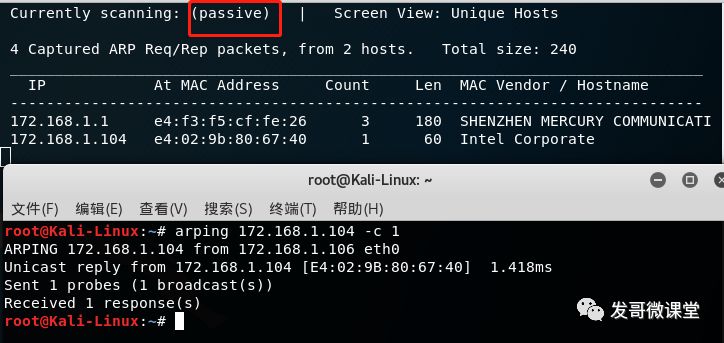 Currently scanning: (passive)   |   Screen View: Unique Hosts
4 Captured ARP Req/Rep packets, from 2 hosts.   Total size: 240
_____________________________________________________________________________
IP            At MAC Address     Count     Len  MAC Vendor / Hostname
-----------------------------------------------------------------------------
172.168.1.1     e4:f3:f5:cf:fe:26      3     180  SHENZHEN MERCURY COMMUNICATI
172.168.1.104   e4:02:9b:80:67:40      1      60  Intel Corporate
root@Kali-Linux: ~
文件(F)  编辑(E)  查看(V)  搜索(S)  终端(T)  帮助(H)
root@Kali-Linux:~# arping 172.168.1.104 -c 1
ARPING 172.168.1.104 from 172.168.1.106 eth0
Unicast reply from 172.168.1.104 [E4:02:9B:80:67:40]  1.418ms
Sent 1 probes (1 broadcast(s))
Received 1 response(s)
root@Kali-Linux:~#
发哥微课堂